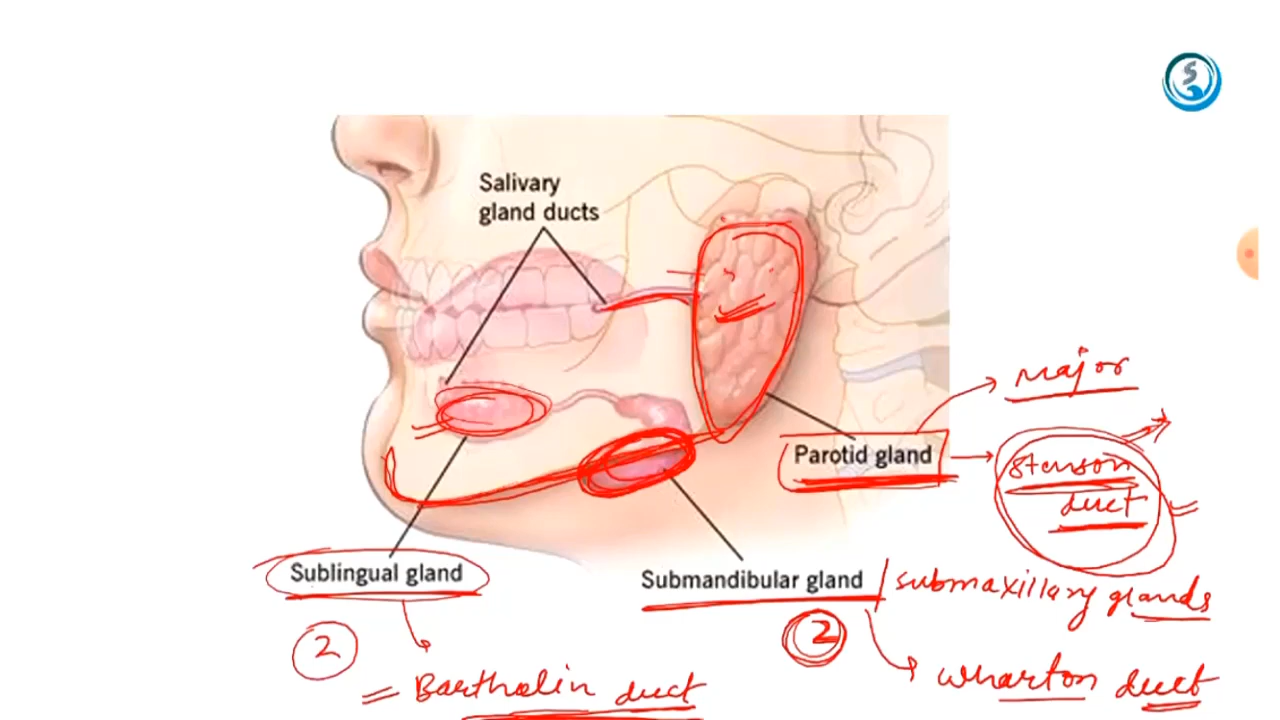 Salivary
gland ducts
Major
Parotid gland
Stenson
duct
Sublingual gland
Submandibular gland / submaxillary glands
2
2
Bartholin duct
wharton duct
S